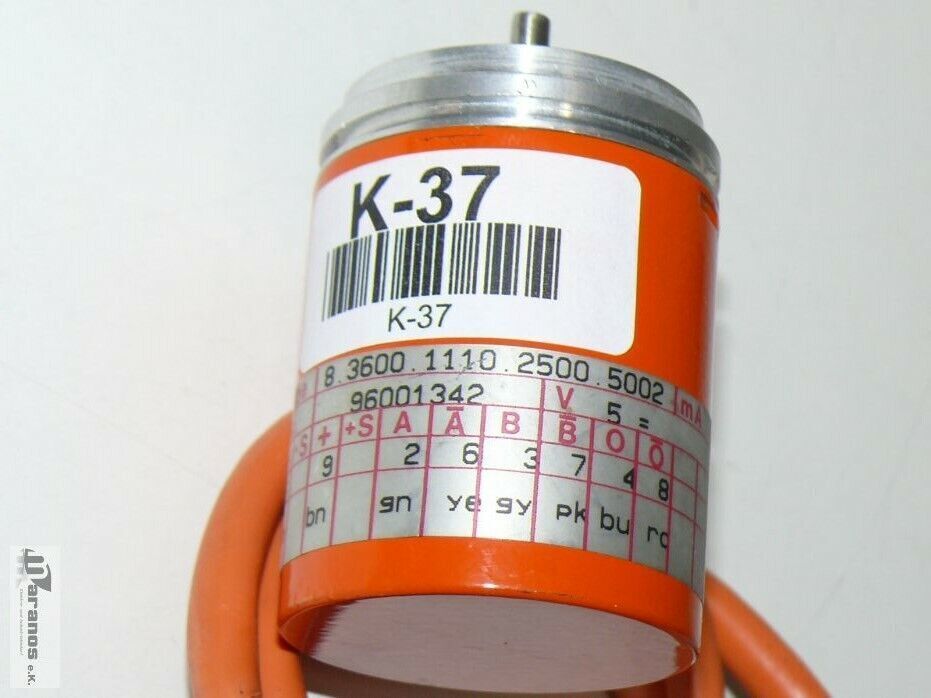 K-37
K-37
8.3600.1110.2500.5002 mA
96001342 V 5 =
S + +S A A̅ B B̅ 0 0̅
9 2 6 3 7 4 8
bn gn ye gy pk bu rd
Maranos e.K.